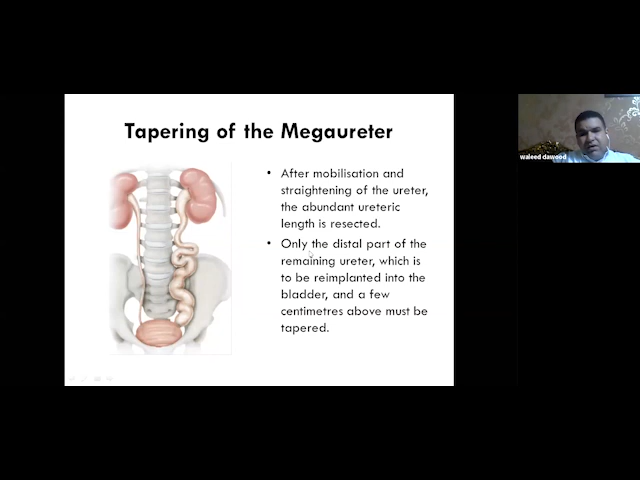 Tapering of the Megaureter
• After mobilisation and
straightening of the ureter,
the abundant ureteric
length is resected.
• Only the distal part of the
remaining ureter, which is
to be reimplanted into the
bladder, and a few
centimetres above must be
tapered.
waleed dawood